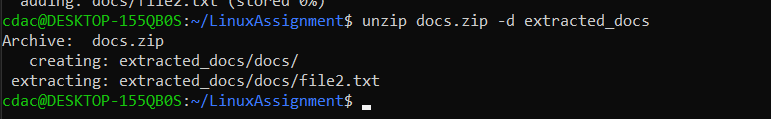 adding: docs/file2.txt (stored 0%)
cdac@DESKTOP-155QB0S:~/LinuxAssignment$ unzip docs.zip -d extracted_docs
Archive:  docs.zip
   creating: extracted_docs/docs/
 extracting: extracted_docs/docs/file2.txt
cdac@DESKTOP-155QB0S:~/LinuxAssignment$